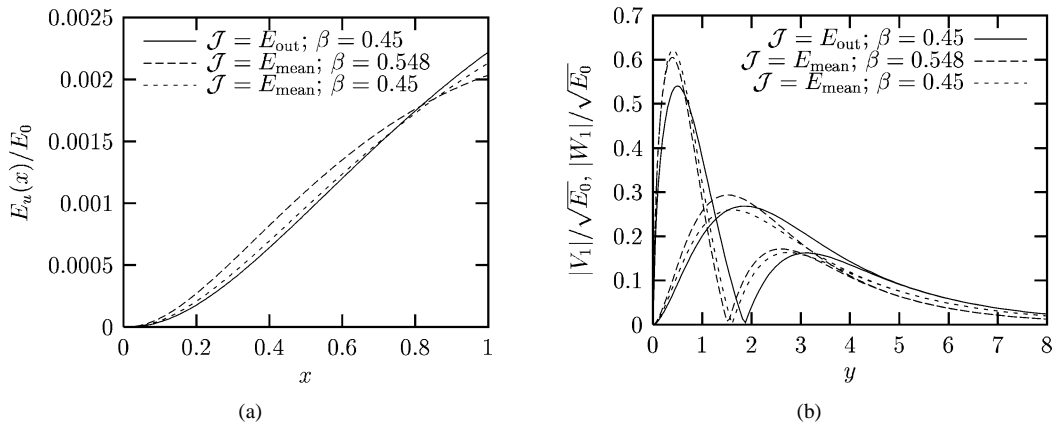 0.0025
0.002
0.0015
0.001
0.0005
0
E_u(x)/E_0
𝒥 = E_out; β = 0.45
𝒥 = E_mean; β = 0.548
𝒥 = E_mean; β = 0.45
0 0.2 0.4 0.6 0.8 1
x
(a)
0.7
0.6
0.5
0.4
0.3
0.2
0.1
0
|V_1|/√E_0, |W_1|/√E_0
𝒥 = E_out; β = 0.45
𝒥 = E_mean; β = 0.548
𝒥 = E_mean; β = 0.45
0 1 2 3 4 5 6 7 8
y
(b)